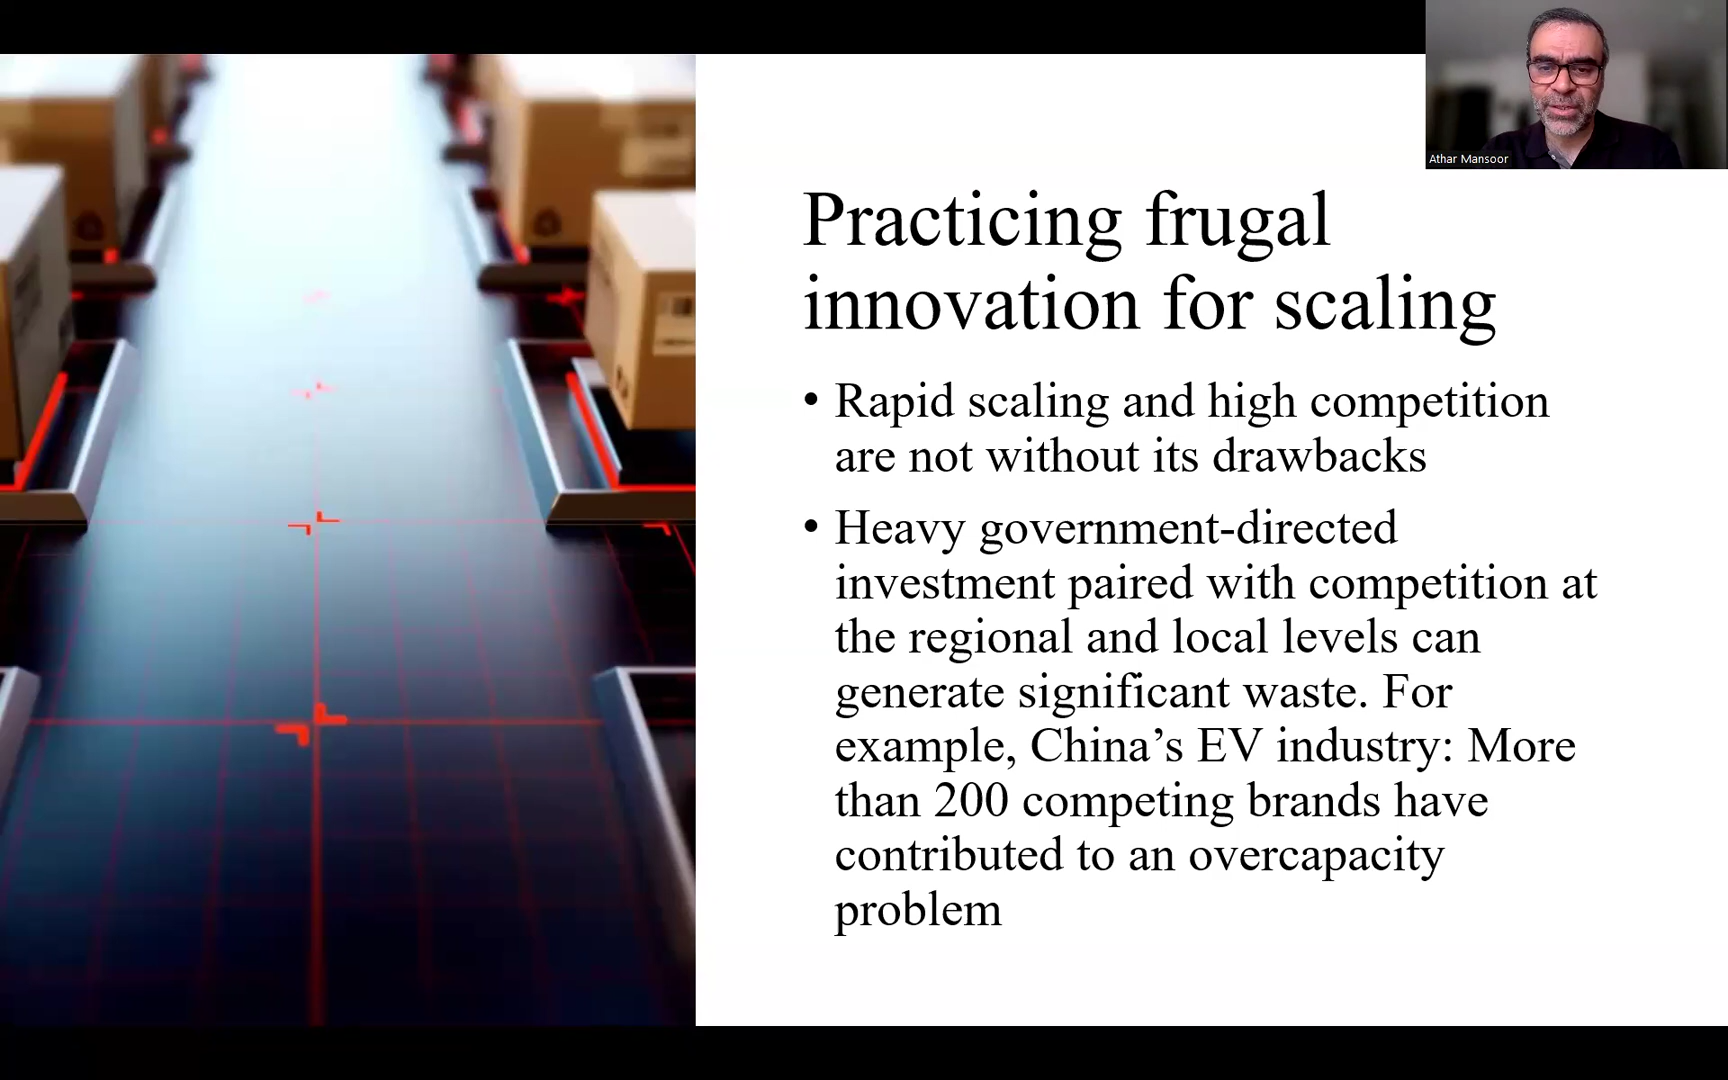 Athar Mansoor
Practicing frugal
innovation for scaling
• Rapid scaling and high competition
are not without its drawbacks
• Heavy government-directed
investment paired with competition at
the regional and local levels can
generate significant waste. For
example, China’s EV industry: More
than 200 competing brands have
contributed to an overcapacity
problem